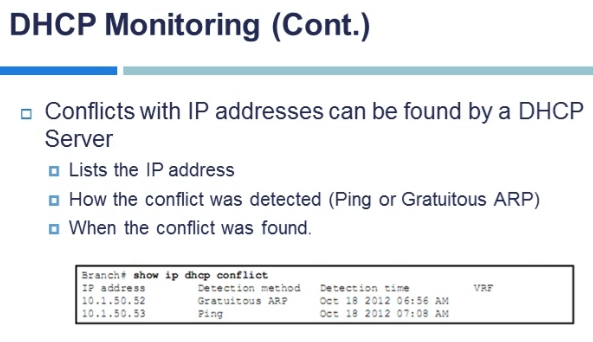 DHCP Monitoring (Cont.)
Conflicts with IP addresses can be found by a DHCP
Server
Lists the IP address
How the conflict was detected (Ping or Gratuitous ARP)
When the conflict was found.
Branch# show ip dhcp conflict
IP address Detection method Detection time VRF
10.1.50.52 Gratuitous ARP Oct 18 2012 06:56 AM
10.1.50.53 Ping Oct 18 2012 07:08 AM